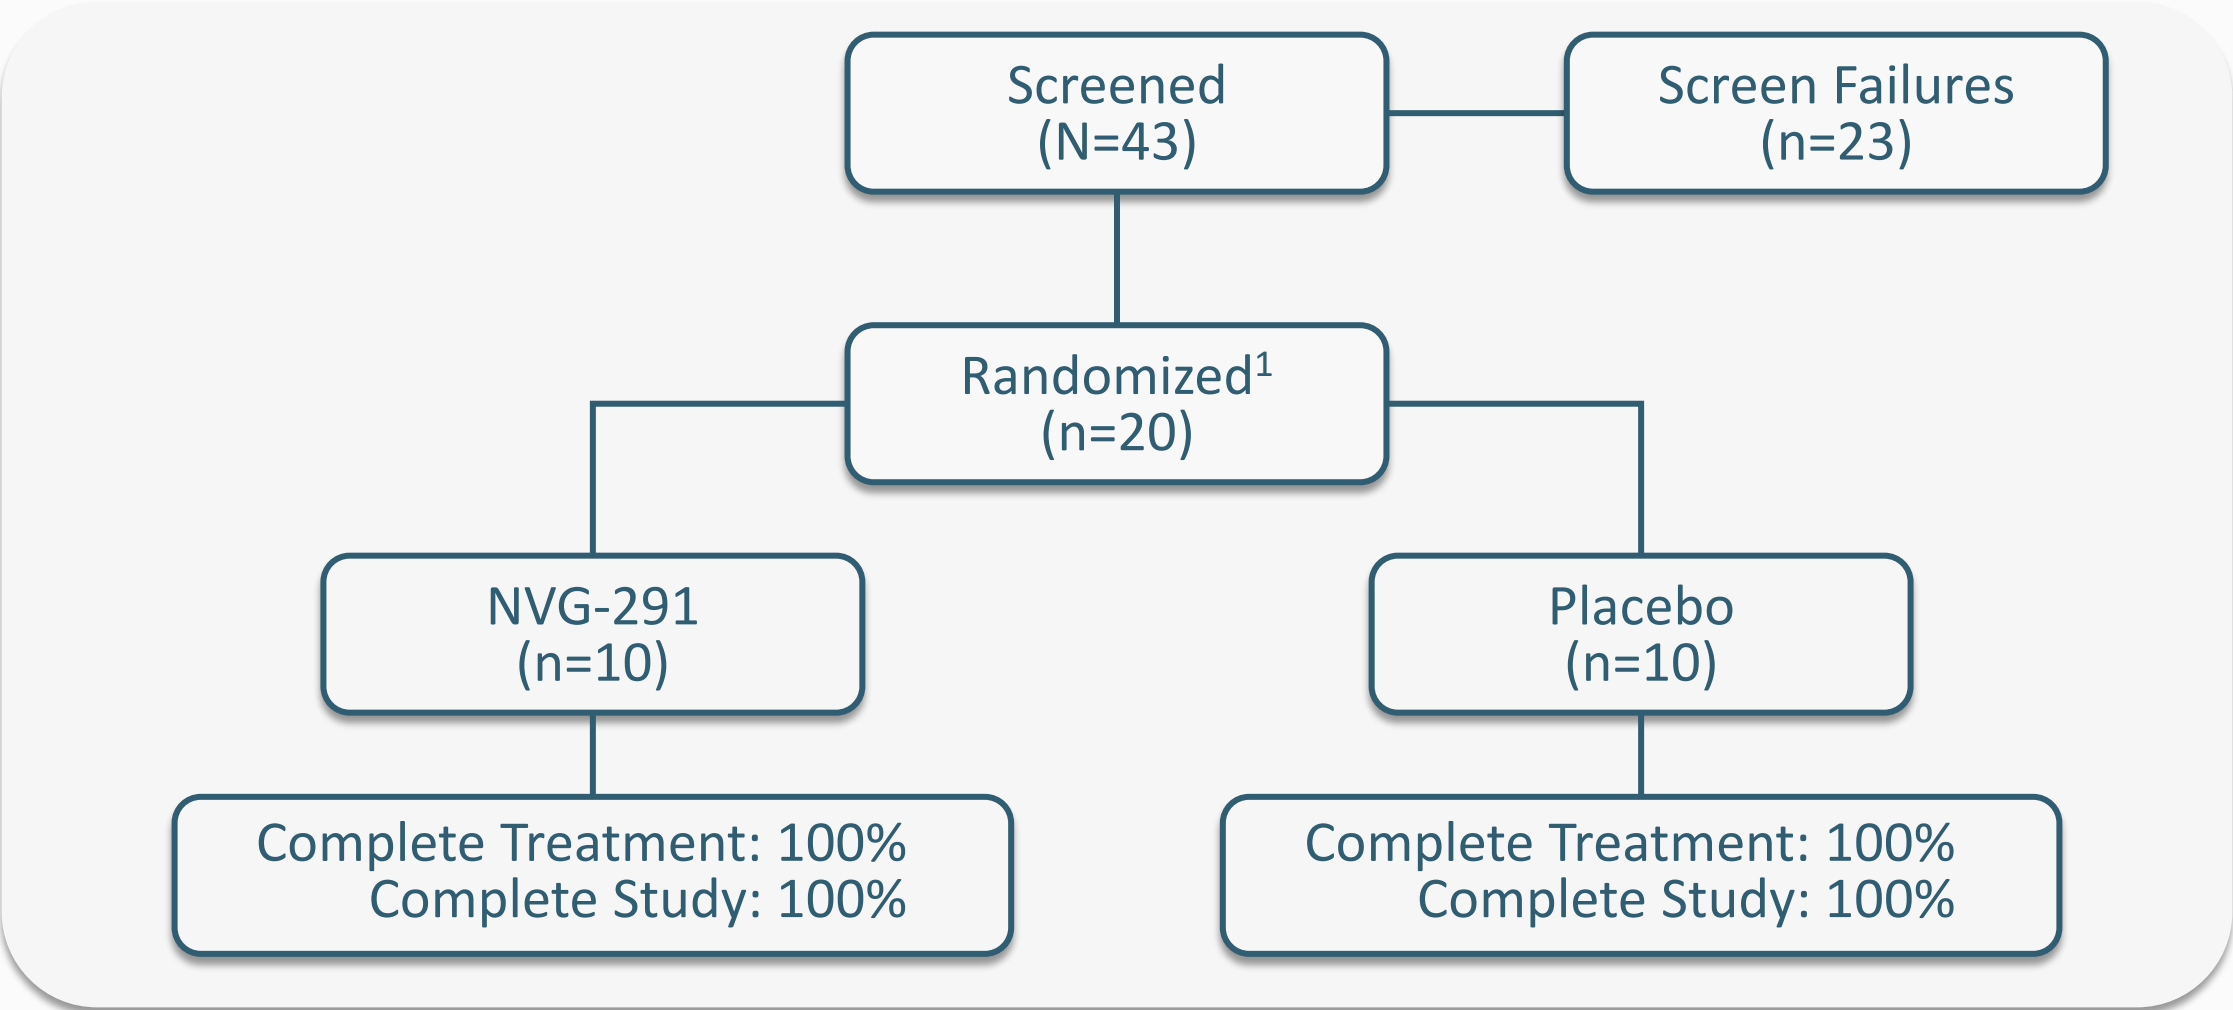 Screened
(N=43)
Screen Failures
(n=23)
Randomized¹
(n=20)
NVG-291
(n=10)
Placebo
(n=10)
Complete Treatment: 100%
Complete Study: 100%
Complete Treatment: 100%
Complete Study: 100%